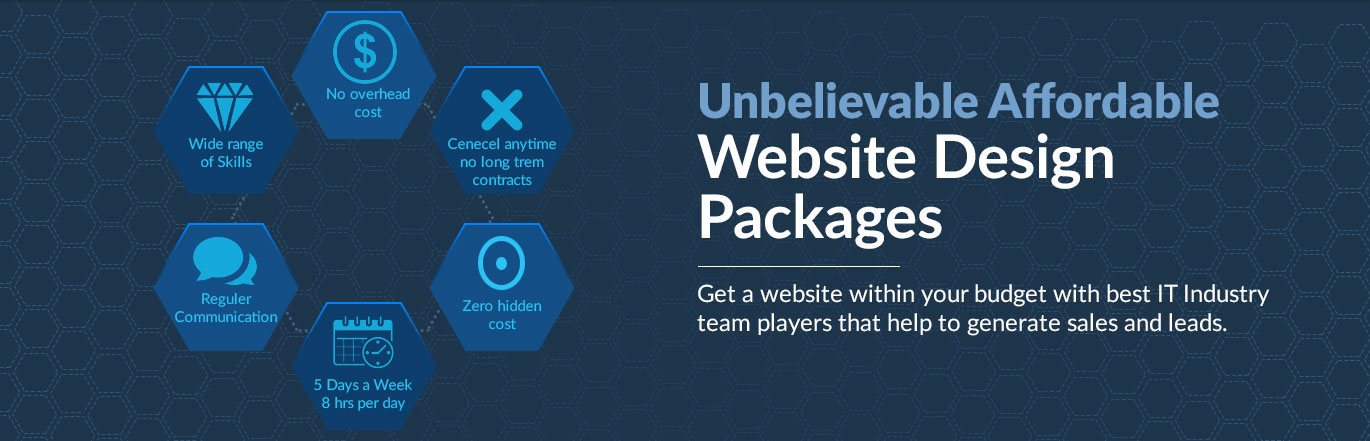 $
No overhead
cost
Wide range
of Skills
Cenecel anytime
no long trem
contracts
Reguler
Communication
Zero hidden
cost
5 Days a Week
8 hrs per day
Unbelievable Affordable
Website Design
Packages
Get a website within your budget with best IT Industry
team players that help to generate sales and leads.